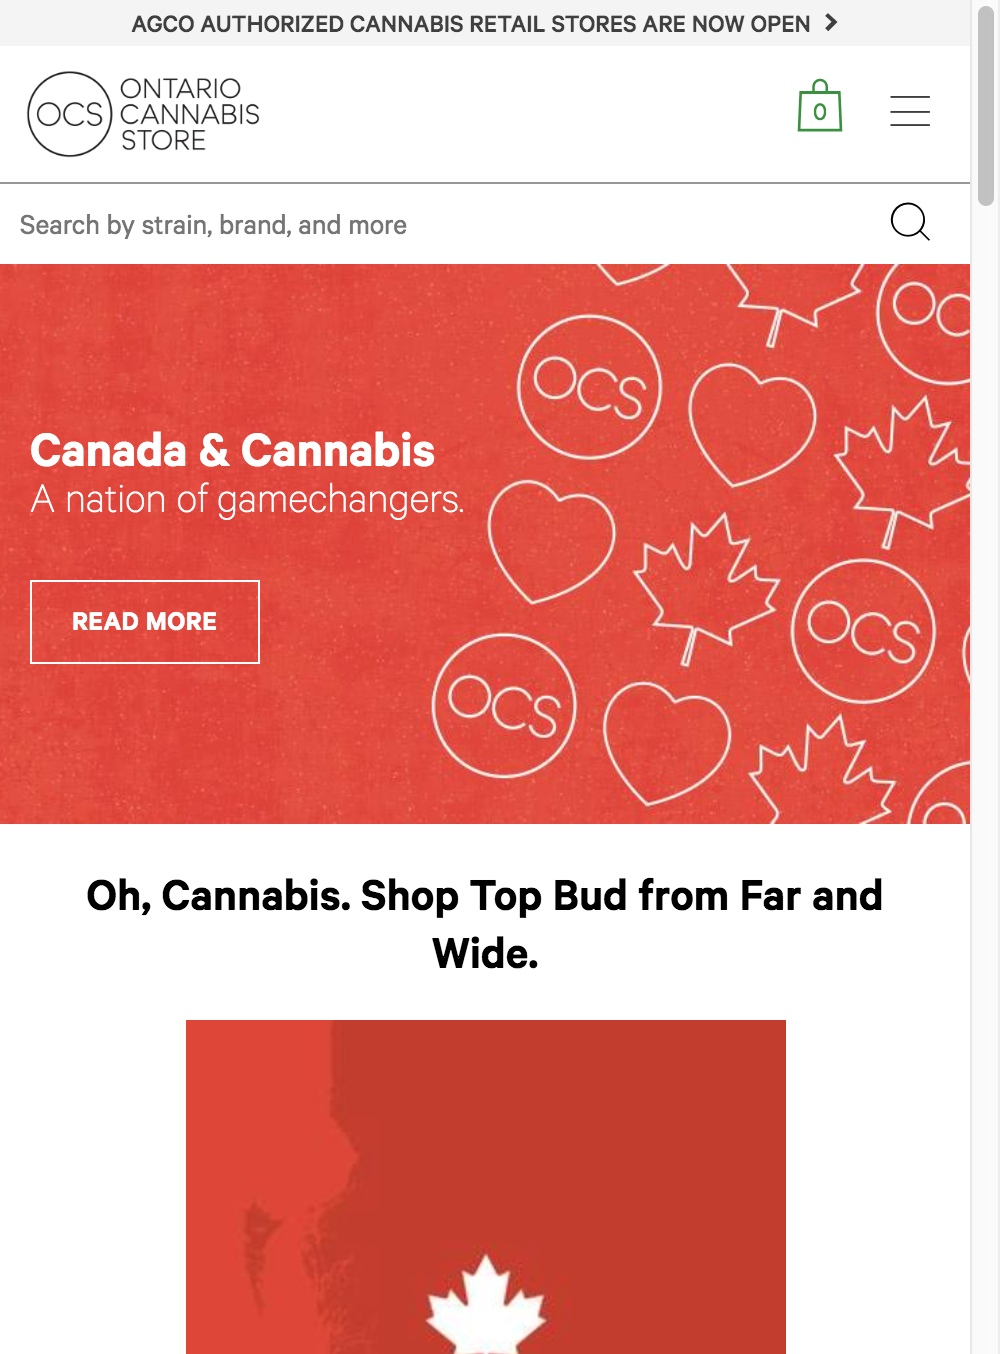 AGCO AUTHORIZED CANNABIS RETAIL STORES ARE NOW OPEN
OCS
ONTARIO
CANNABIS
STORE
0
Search by strain, brand, and more
OC
OCS
Canada & Cannabis
A nation of gamechangers.
READ MORE
OCS
OCS
Oh, Cannabis. Shop Top Bud from Far and
Wide.